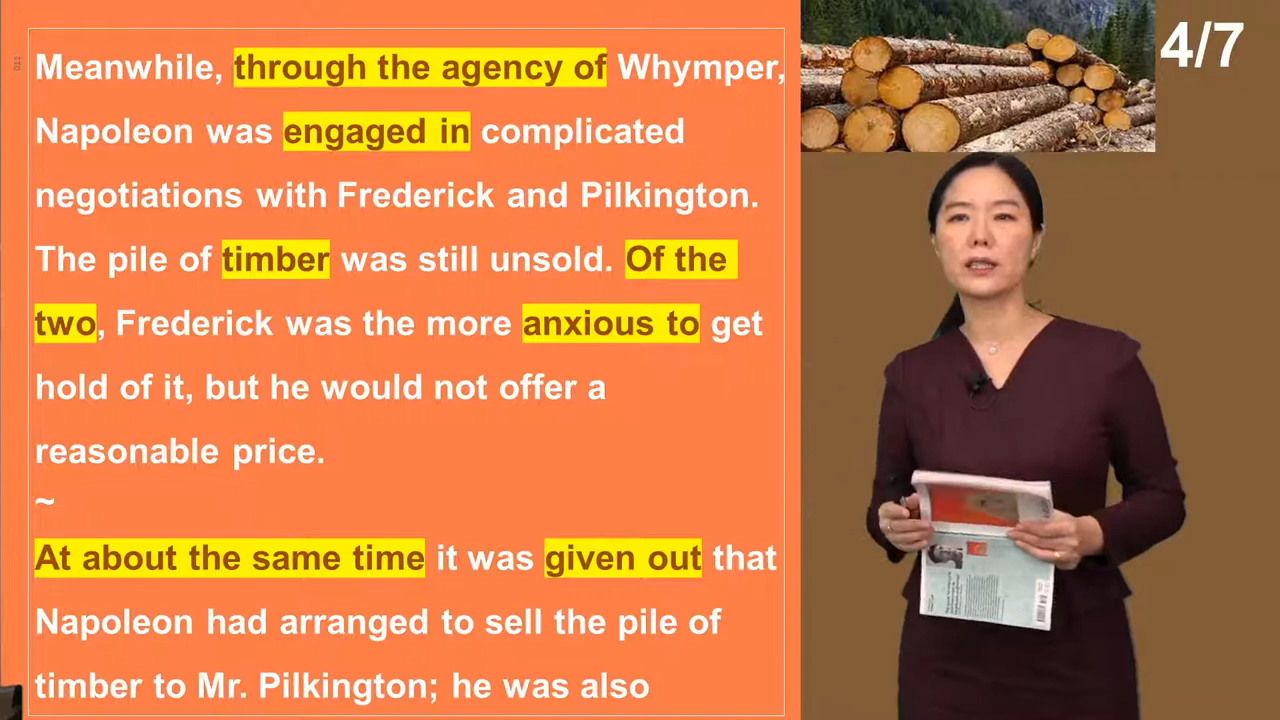 Meanwhile, through the agency of Whymper,
Napoleon was engaged in complicated
negotiations with Frederick and Pilkington.
The pile of timber was still unsold. Of the
two, Frederick was the more anxious to get
hold of it, but he would not offer a
reasonable price.
~
At about the same time it was given out that
Napoleon had arranged to sell the pile of
timber to Mr. Pilkington; he was also
4/7